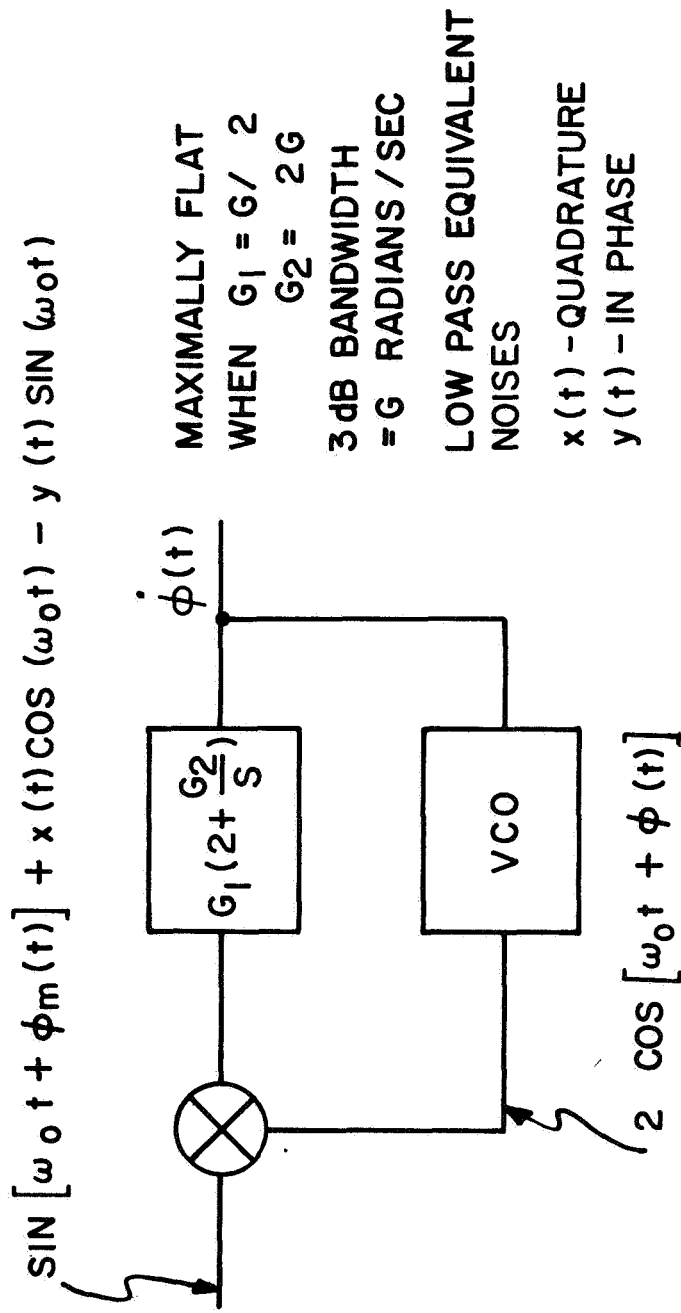 SIN [ω₀t + φm(t)] + x(t) COS (ω₀t) − y(t) SIN (ω₀t)
G₁(2 + G₂/S)
φ̇(t)
VCO
2 COS [ω₀t + φ(t)]
MAXIMALLY FLAT
WHEN G₁ = G/ 2
G₂ = 2G
3 dB BANDWIDTH
= G RADIANS / SEC
LOW PASS EQUIVALENT
NOISES
x(t) - QUADRATURE
y(t) - IN PHASE